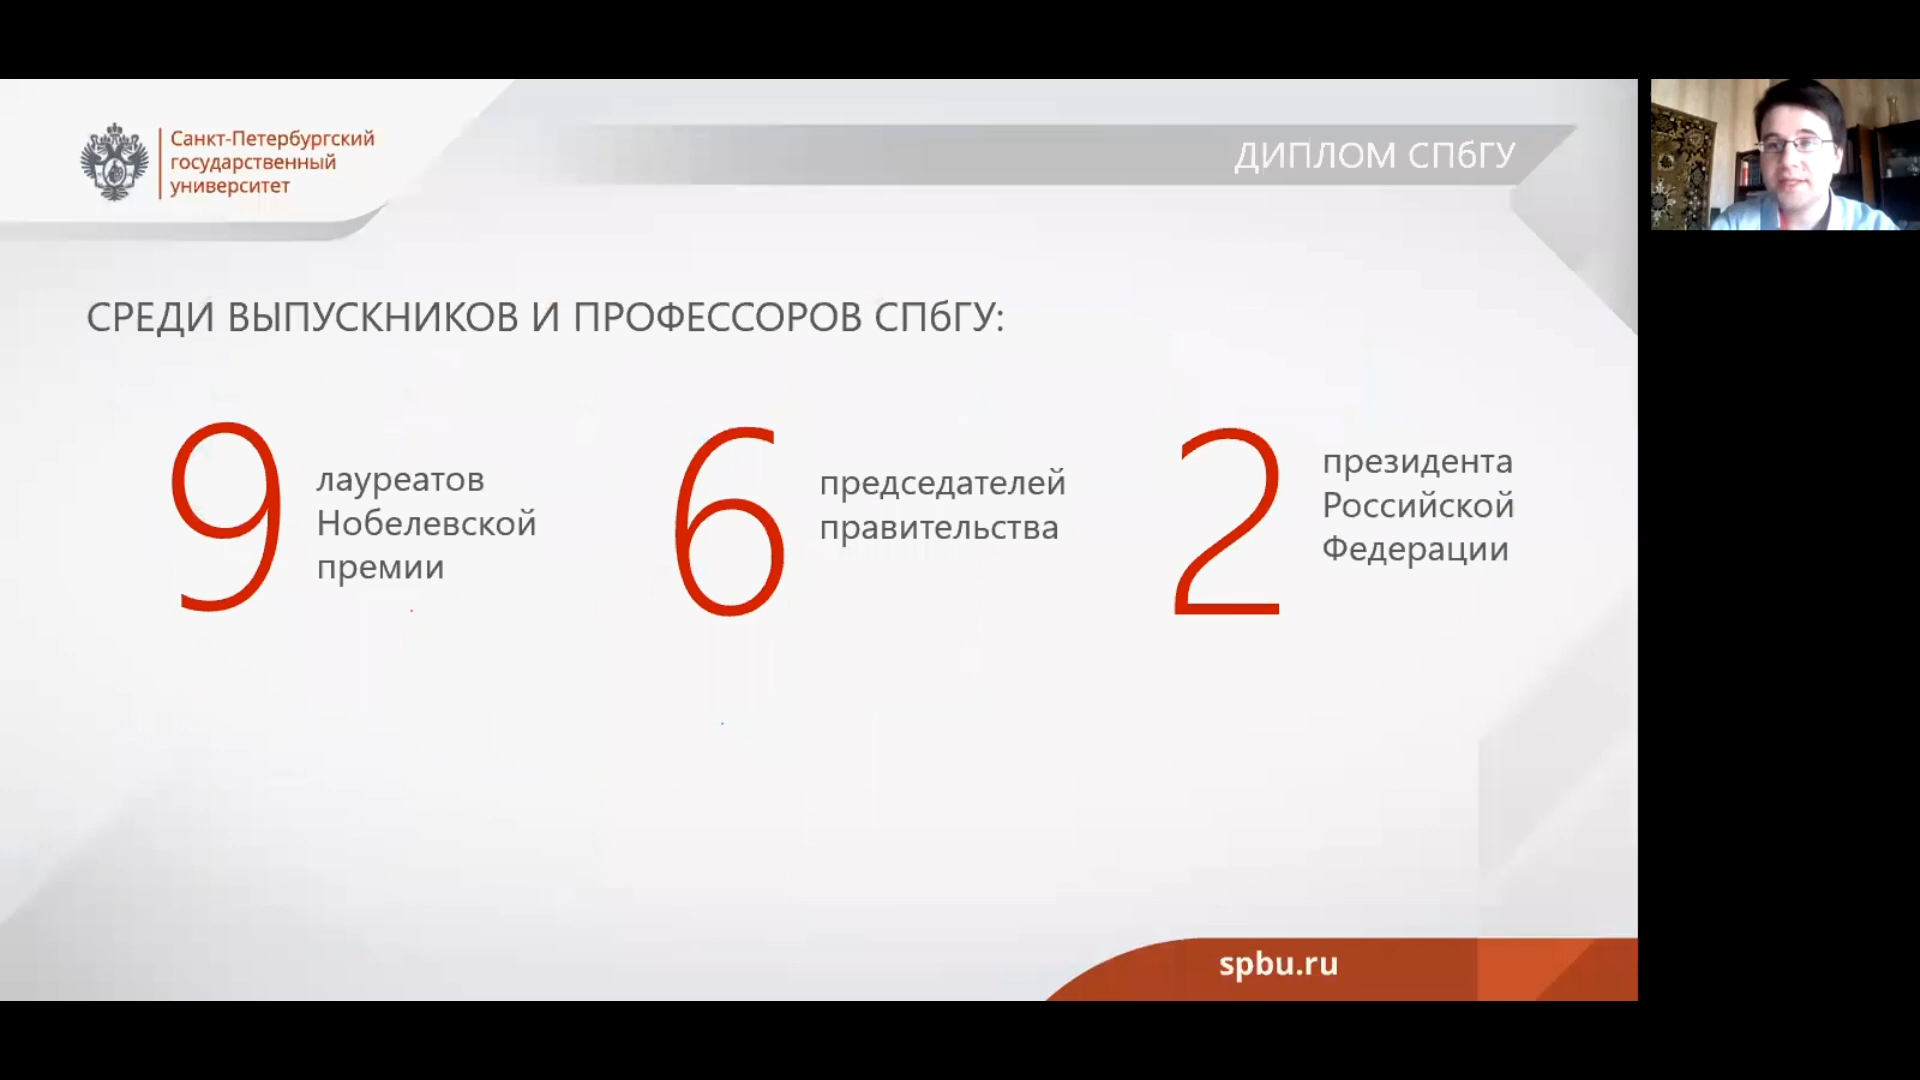 Санкт-Петербургский
государственный
университет
ДИПЛОМ СПбГУ
СРЕДИ ВЫПУСКНИКОВ И ПРОФЕССОРОВ СПбГУ:
9
лауреатов
Нобелевской
премии
6
председателей
правительства
2
президента
Российской
Федерации
spbu.ru